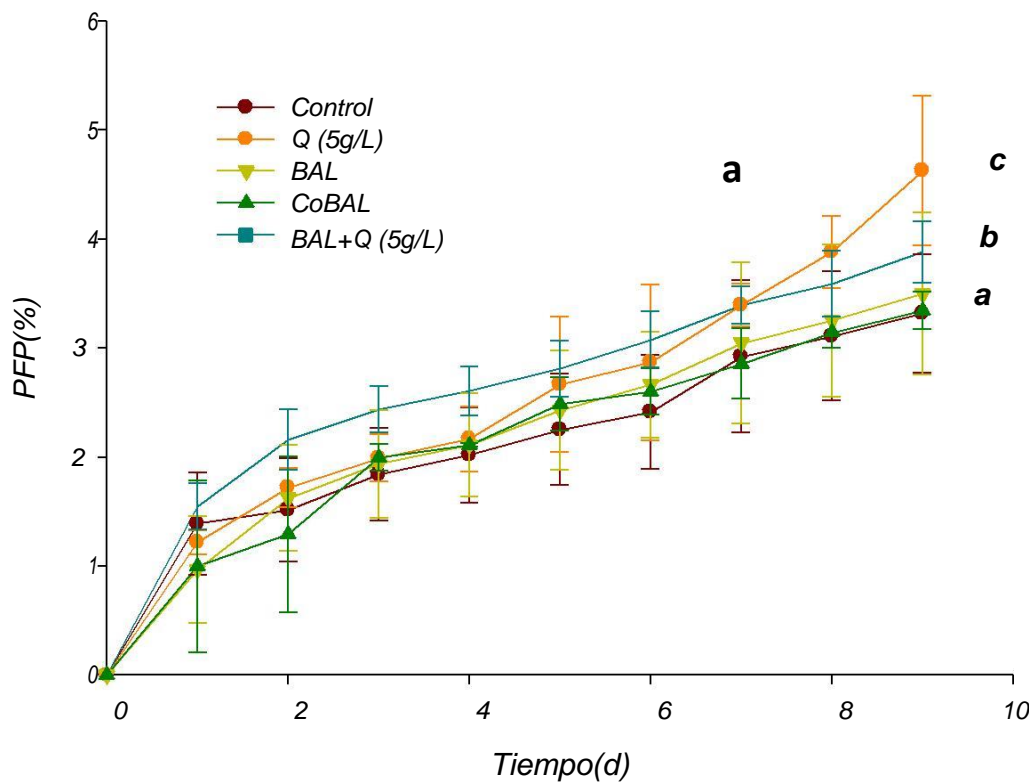 6
5
4
3
2
1
0
PFP(%)
Control
Q (5g/L)
BAL
CoBAL
BAL+Q (5g/L)
a
c
b
a
0 2 4 6 8 10
Tiempo(d)